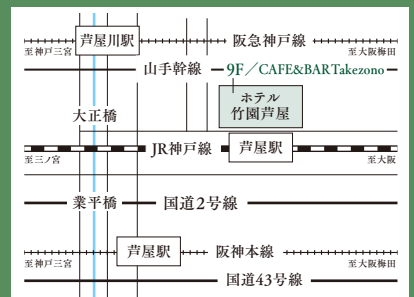 芦屋川駅
阪急神戸線
至神戸三宮
至大阪梅田
山手幹線
9F／CAFE&BAR Takezono
ホテル
竹園芦屋
大正橋
JR神戸線
芦屋駅
至三ノ宮
至大阪
業平橋
国道2号線
芦屋駅
阪神本線
至神戸三宮
至大阪梅田
国道43号線